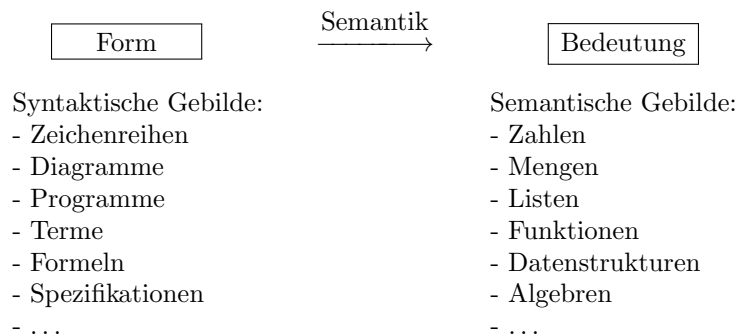 Semantik
Form
Bedeutung
Syntaktische Gebilde:
- Zeichenreihen
- Diagramme
- Programme
- Terme
- Formeln
- Spezifikationen
- ...
Semantische Gebilde:
- Zahlen
- Mengen
- Listen
- Funktionen
- Datenstrukturen
- Algebren
- ...